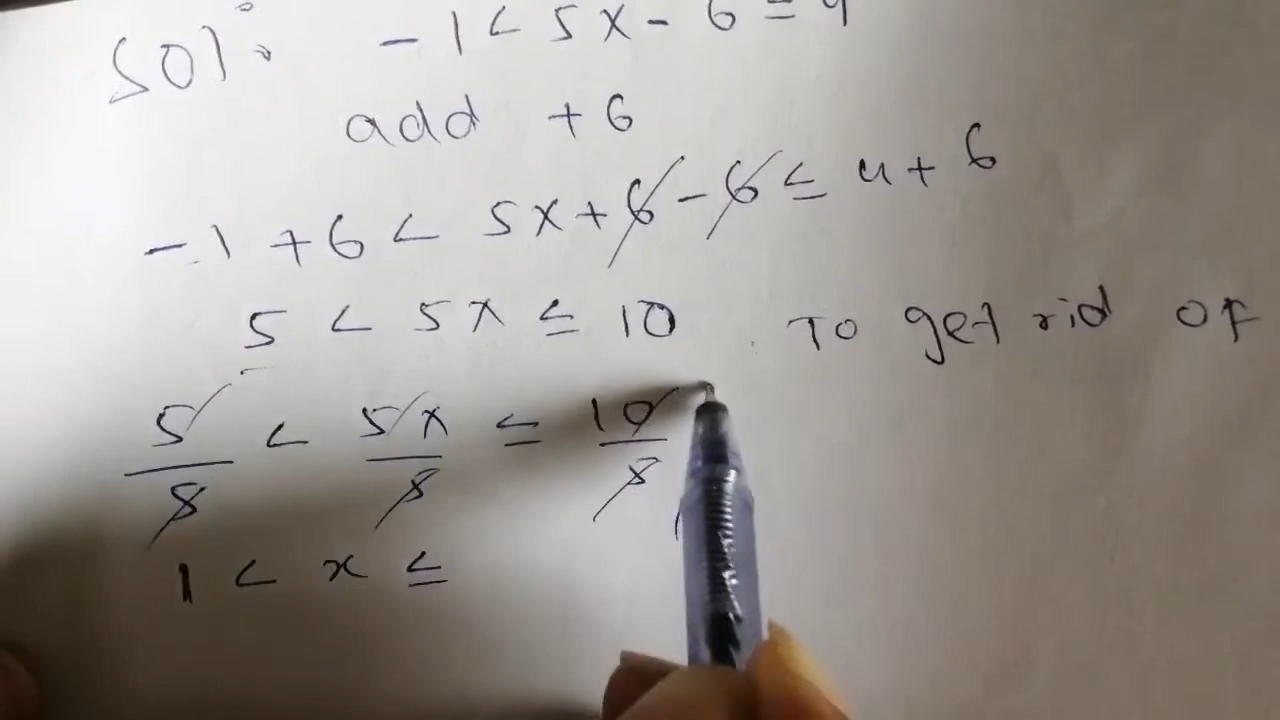 Sol:  -1 < 5x - 6 ≤ 4
add +6
-1 + 6 < 5x + 6 - 6 ≤ 4 + 6
5 < 5x ≤ 10  To get rid of
5/5 < 5x/5 ≤ 10/5
1 < x ≤